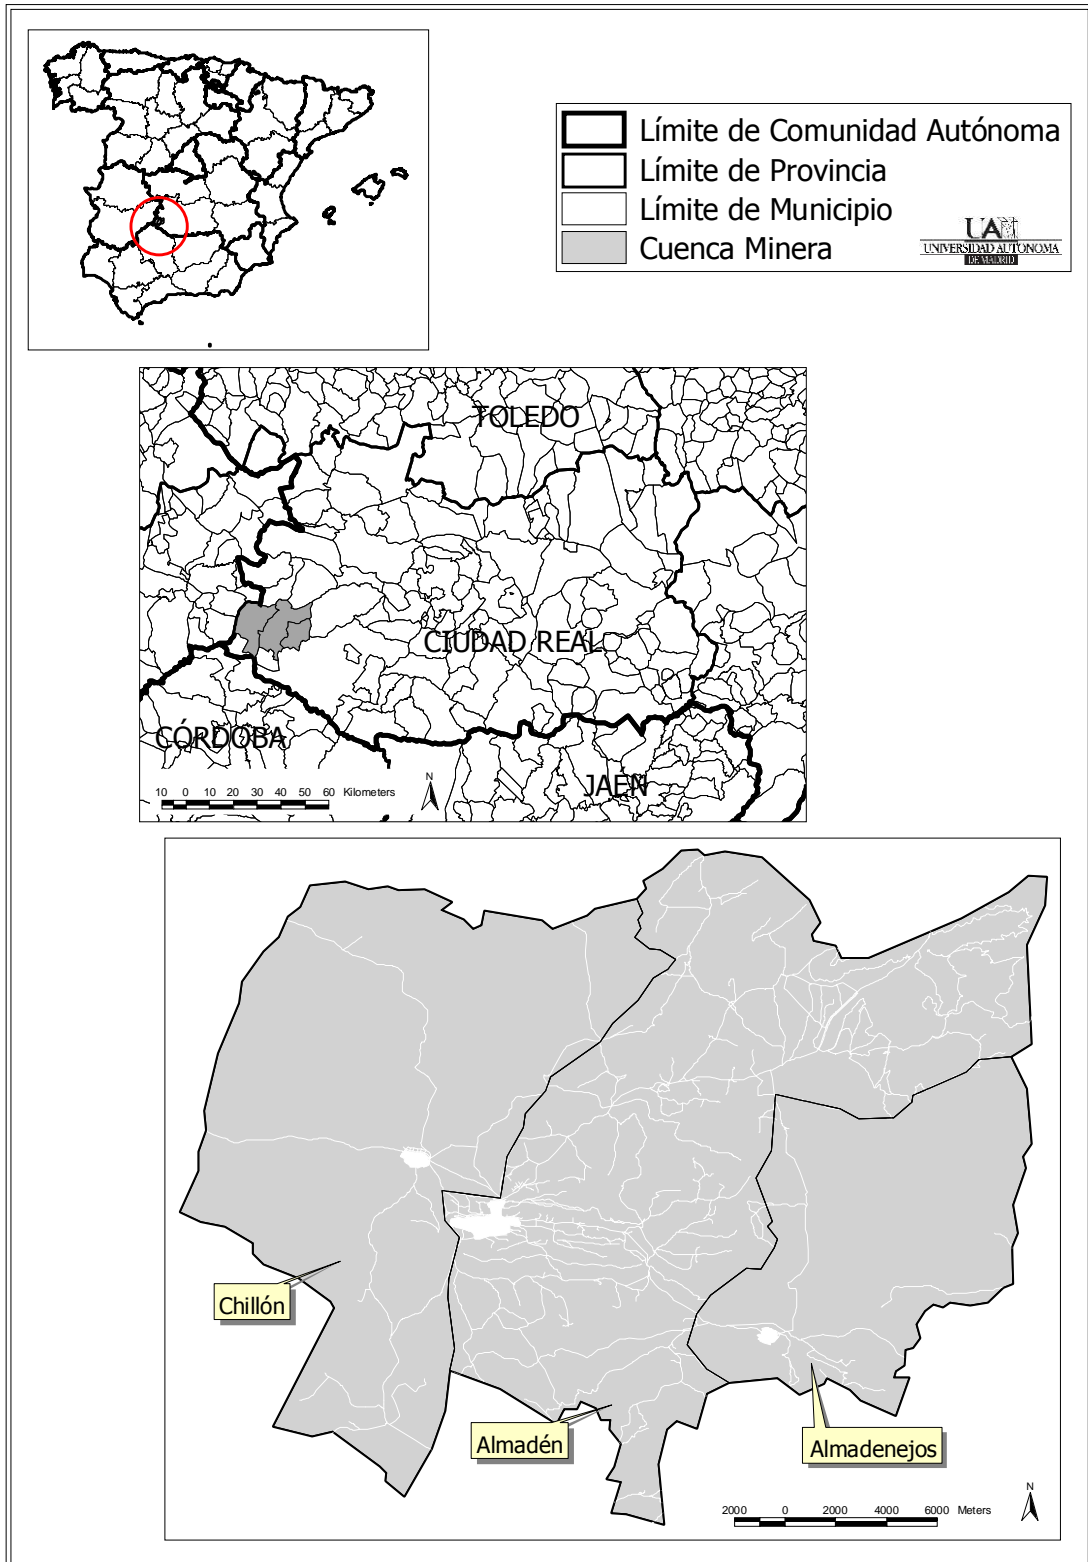 Límite de Comunidad Autónoma
Límite de Provincia
Límite de Municipio
Cuenca Minera
UA
UNIVERSIDAD AUTONOMA
DE MADRID
TOLEDO
CIUDAD REAL
CÓRDOBA
JAÉN
N
10 0 10 20 30 40 50 60 Kilometers
Chillón
Almadén
Almadenejos
N
2000 0 2000 4000 6000 Meters